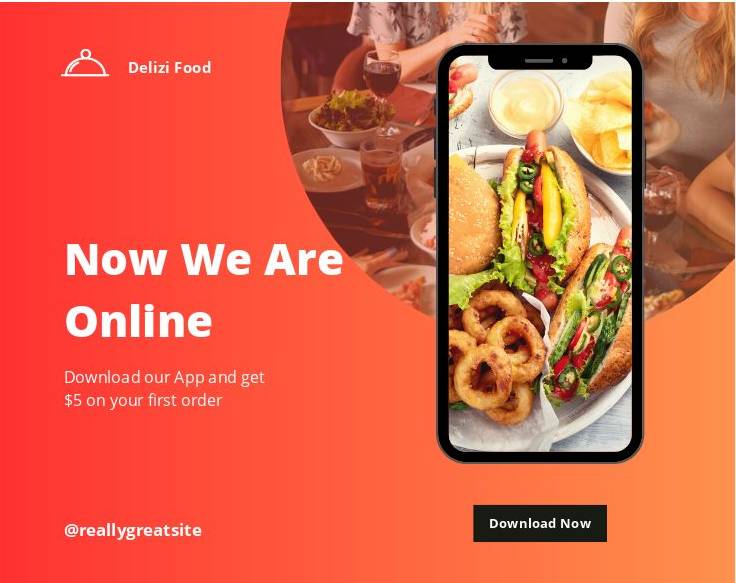 Delizi Food
Now We Are
Online
Download our App and get
$5 on your first order
@reallygreatsite
Download Now